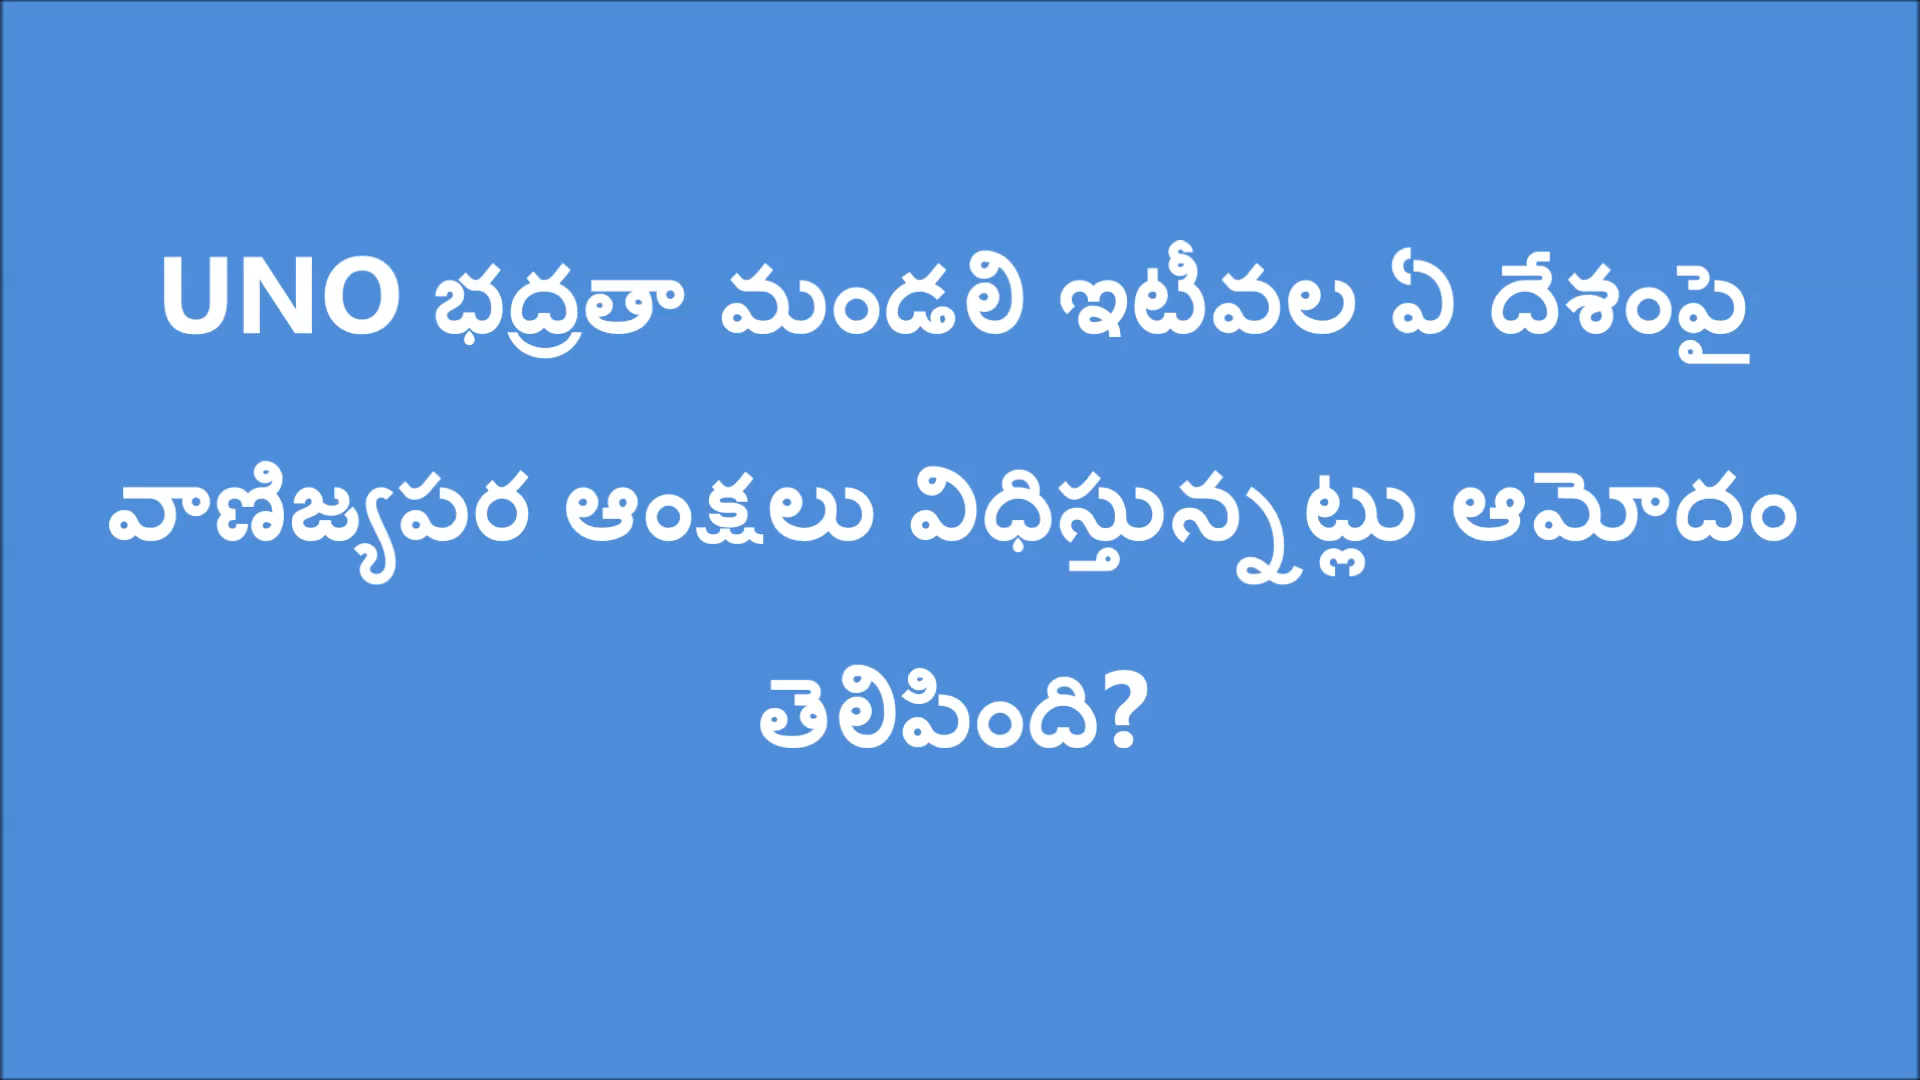 UNO భద్రతా మండలి ఇటీవల ఏ దేశంపై
వాణిజ్యపర ఆంక్షలు విధిస్తున్నట్లు ఆమోదం
తెలిపింది?